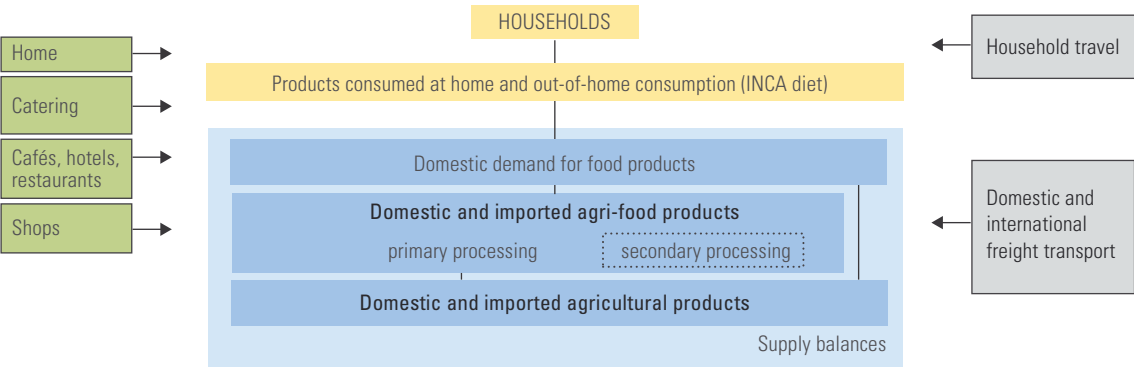 HOUSEHOLDS
Products consumed at home and out-of-home consumption (INCA diet)
Home
Catering
Cafés, hotels,
restaurants
Shops
Domestic demand for food products
Domestic and imported agri-food products
primary processing
secondary processing
Domestic and imported agricultural products
Supply balances
Household travel
Domestic and
international
freight transport